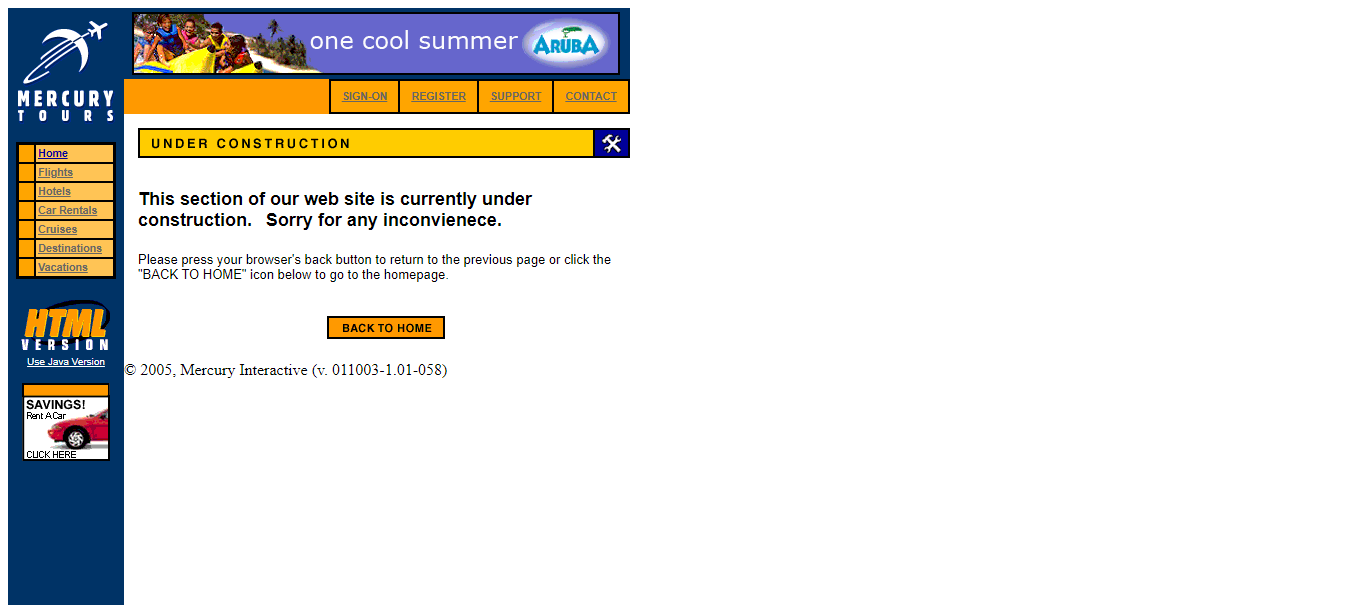 one cool summer
ARUBA
MERCURY
TOURS
SIGN-ON
REGISTER
SUPPORT
CONTACT
Home
Flights
Hotels
Car Rentals
Cruises
Destinations
Vacations
HTML
VERSION
Use Java Version
SAVINGS!
Rent A Car
CLICK HERE
UNDER CONSTRUCTION
This section of our web site is currently under
construction. Sorry for any inconvienece.
Please press your browser's back button to return to the previous page or click the
"BACK TO HOME" icon below to go to the homepage.
BACK TO HOME
© 2005, Mercury Interactive (v. 011003-1.01-058)